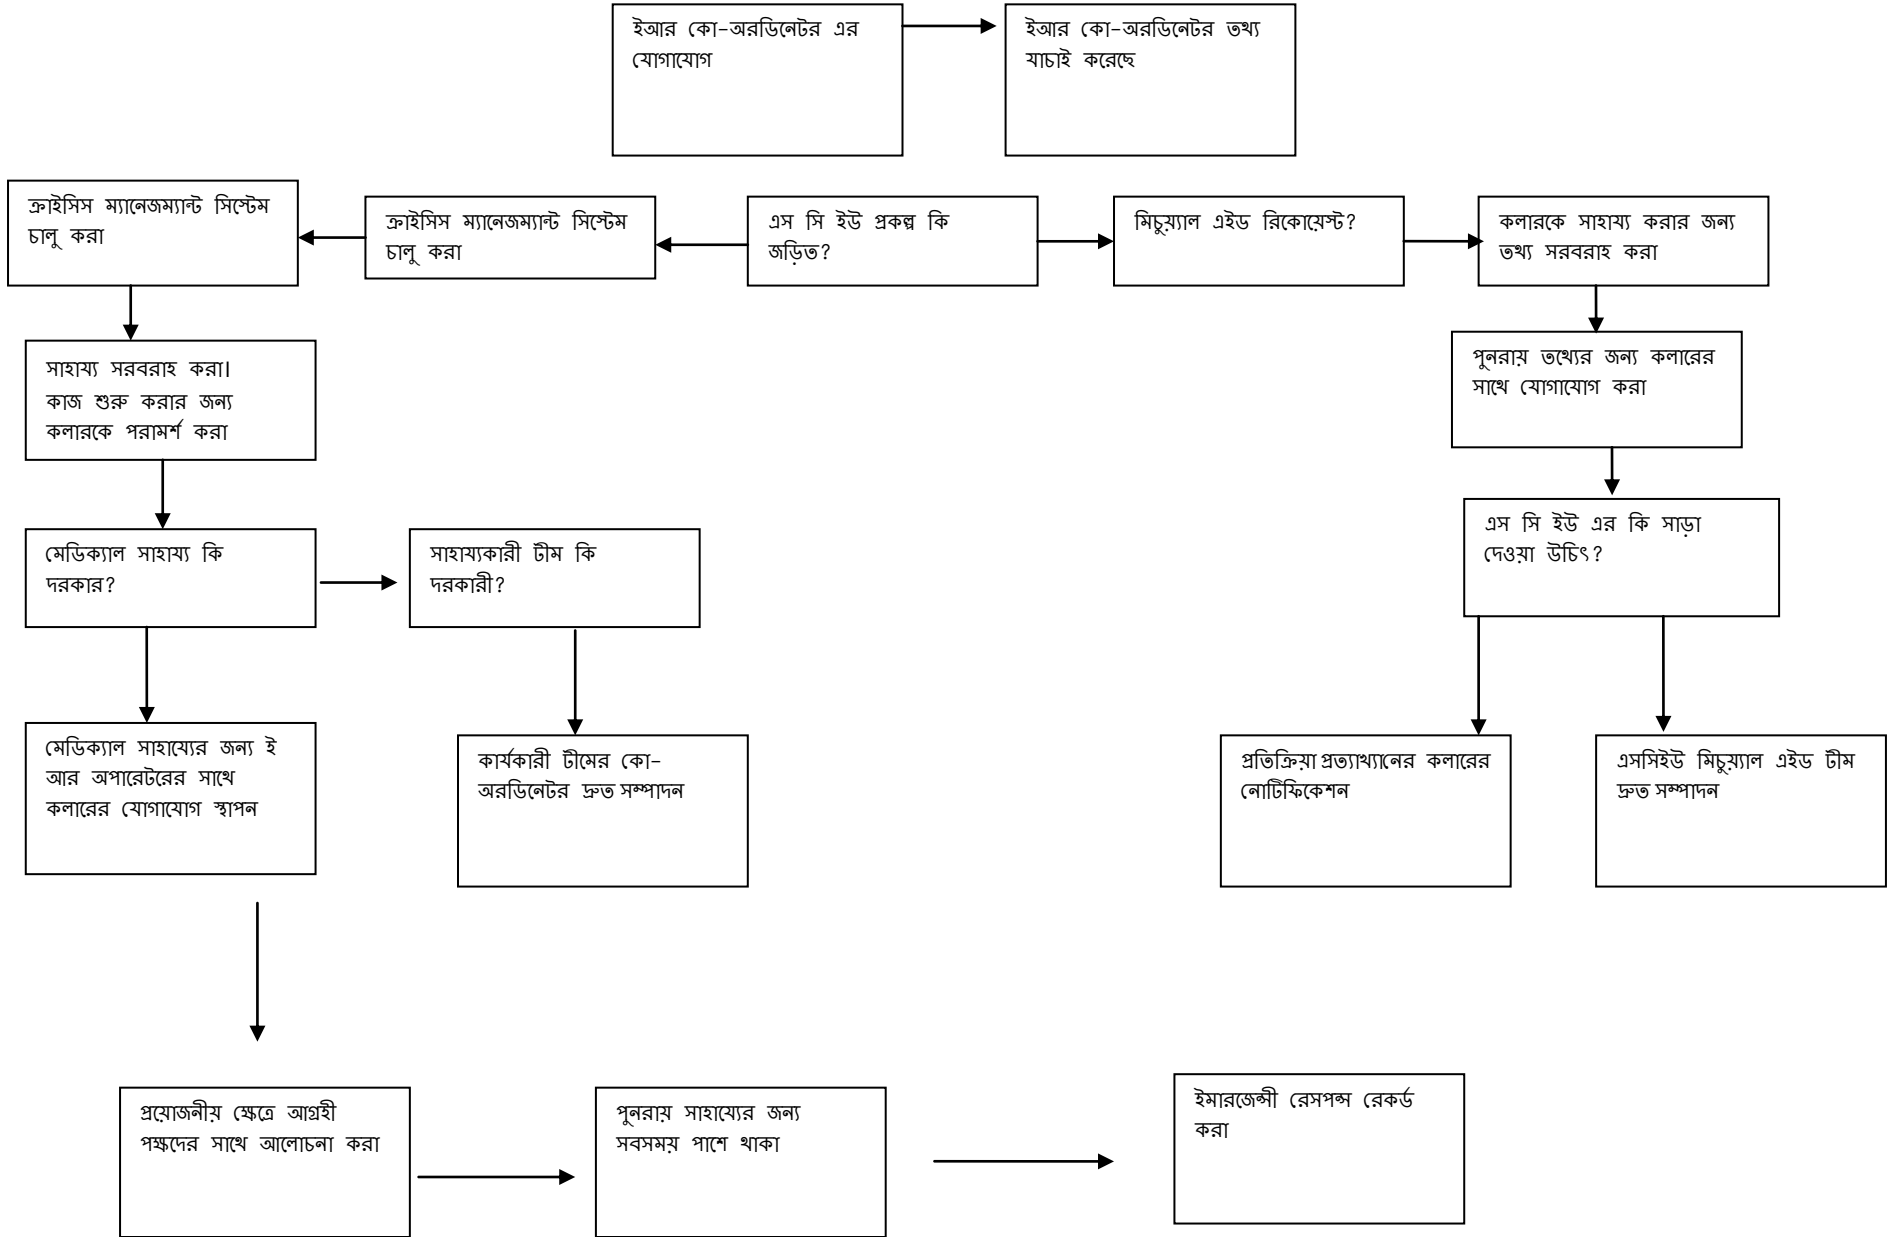 ইআর কো-অরডিনেটর এর
যোগাযোগ
ইআর কো-অরডিনেটর তথ্য
যাচাই করেছে
ক্রাইসিস ম্যানেজম্যান্ট সিস্টেম
চালু করা
ক্রাইসিস ম্যানেজম্যান্ট সিস্টেম
চালু করা
এস সি ইউ প্রকল্প কি
জড়িত?
মিচুয়্যাল এইড রিকোয়েস্ট?
কলারকে সাহায্য করার জন্য
তথ্য সরবরাহ করা
সাহায্য সরবরাহ করা।
কাজ শুরু করার জন্য
কলারকে পরামর্শ করা
পুনরায় তথ্যের জন্য কলারের
সাথে যোগাযোগ করা
মেডিক্যাল সাহায্য কি
দরকার?
সাহায্যকারী টীম কি
দরকারী?
এস সি ইউ এর কি সাড়া
দেওয়া উচিৎ?
মেডিক্যাল সাহায্যের জন্য ই
আর অপারেটরের সাথে
কলারের যোগাযোগ স্থাপন
কার্যকারী টীমের কো-
অরডিনেটর দ্রুত সম্পাদন
প্রতিক্রিয়া প্রত্যাখ্যানের কলারের
নোটিফিকেশন
এসসিইউ মিচুয়্যাল এইড টীম
দ্রুত সম্পাদন
প্রয়োজনীয় ক্ষেত্রে আগ্রহী
পক্ষদের সাথে আলোচনা করা
পুনরায় সাহায্যের জন্য
সবসময় পাশে থাকা
ইমারজেন্সী রেসপন্স রেকর্ড
করা